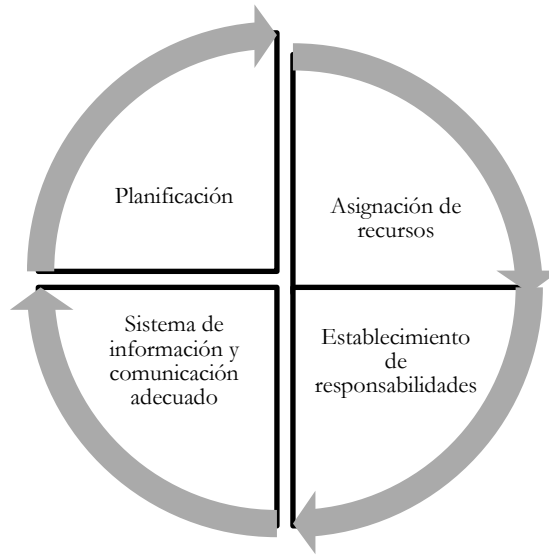 Planificación
Asignación de
recursos
Sistema de
información y
comunicación
adecuado
Establecimiento
de
responsabilidades